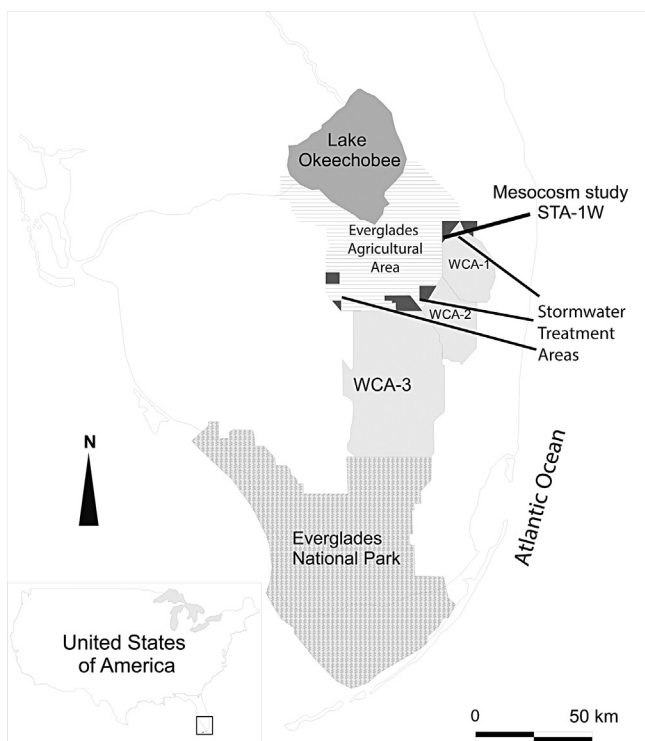 Lake
Okeechobee
Mesocosm study
STA-1W
Everglades
Agricultural
Area
WCA-1
WCA-2
Stormwater
Treatment
Areas
WCA-3
N
Atlantic Ocean
Everglades
National Park
United States
of America
0 50 km